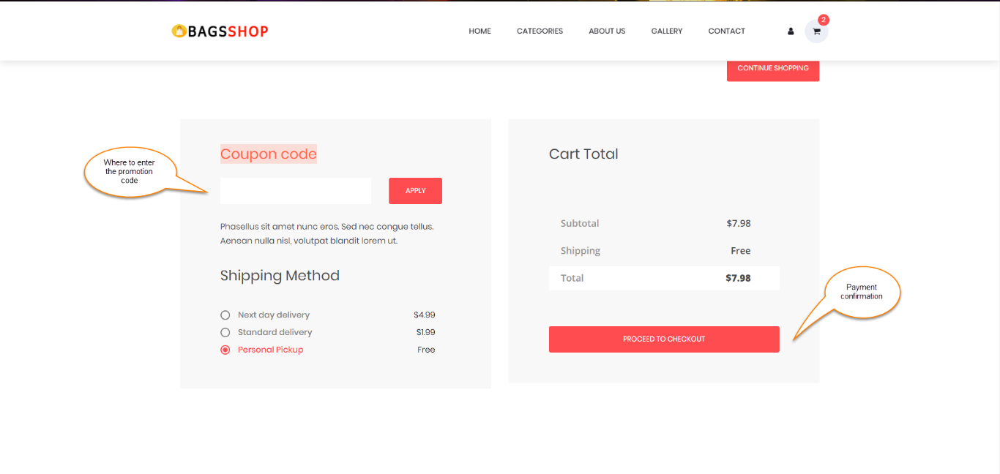 BAGSSHOP
HOME CATEGORIES ABOUT US GALLERY CONTACT 2
CONTINUE SHOPPING
Coupon code
Where to enter
the promotion
code
APPLY
Phasellus sit amet nunc eros. Sed nec congue tellus.
Aenean nulla nisl, volutpat blandit lorem ut.
Shipping Method
Next day delivery $4.99
Standard delivery $1.99
Personal Pickup Free
Cart Total
Subtotal $7.98
Shipping Free
Total $7.98
Payment
confirmation
PROCEED TO CHECKOUT